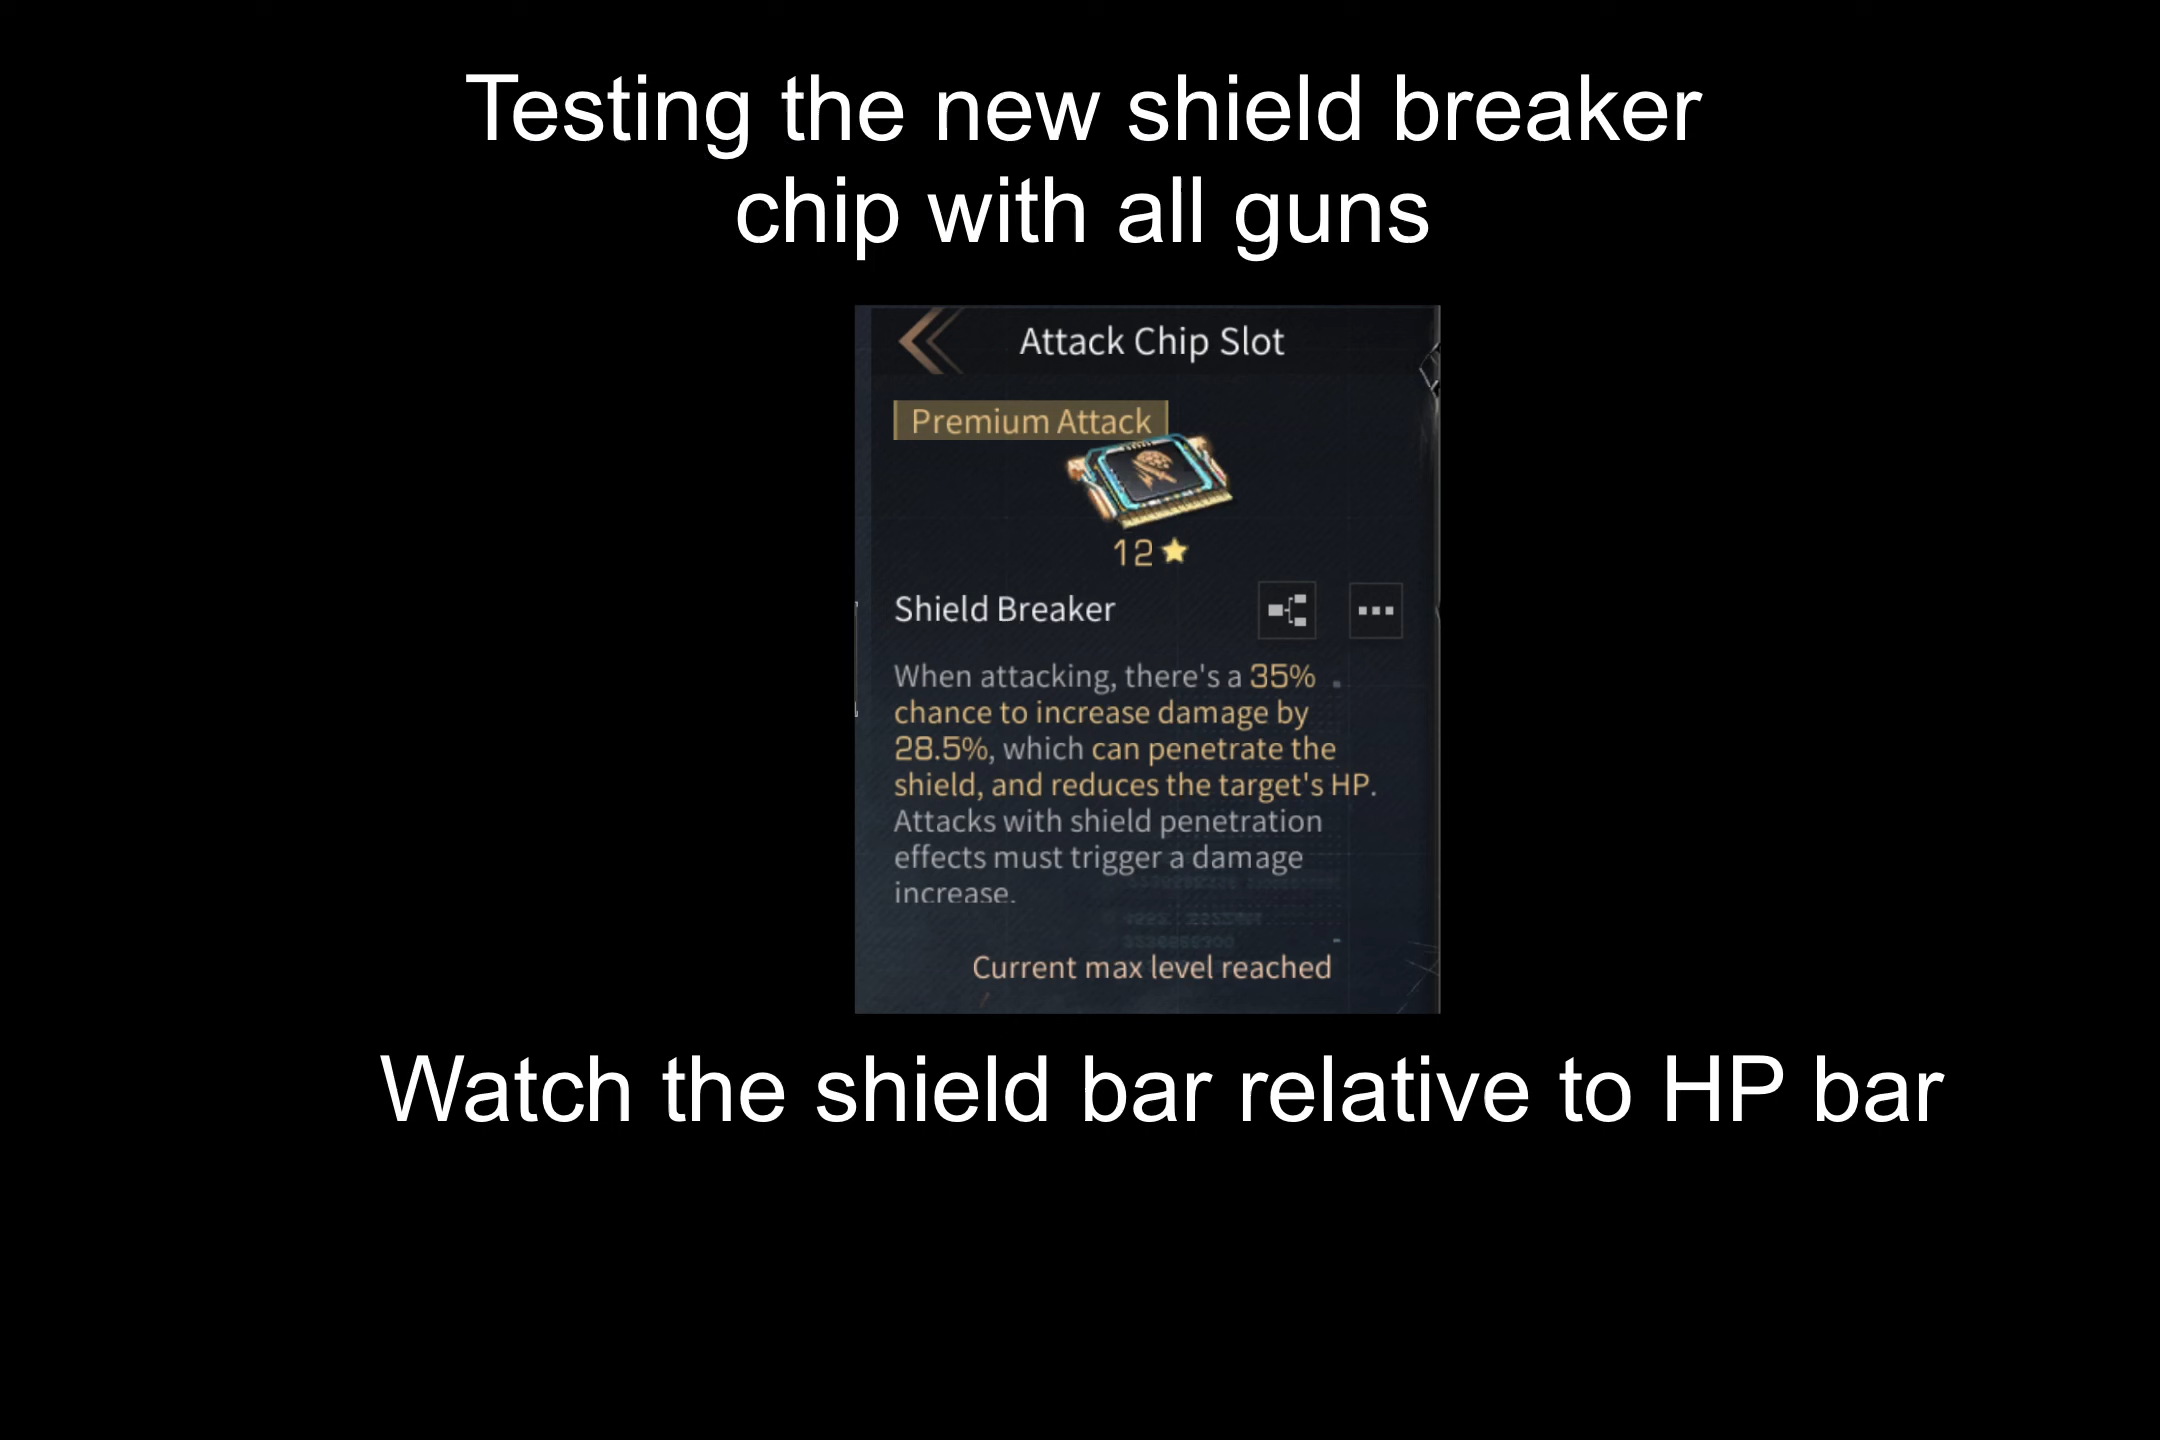 Testing the new shield breaker
chip with all guns
Attack Chip Slot
Premium Attack
12
Shield Breaker
When attacking, there's a 35%
chance to increase damage by
28.5%, which can penetrate the
shield, and reduces the target's HP.
Attacks with shield penetration
effects must trigger a damage
increase.
Current max level reached
Watch the shield bar relative to HP bar